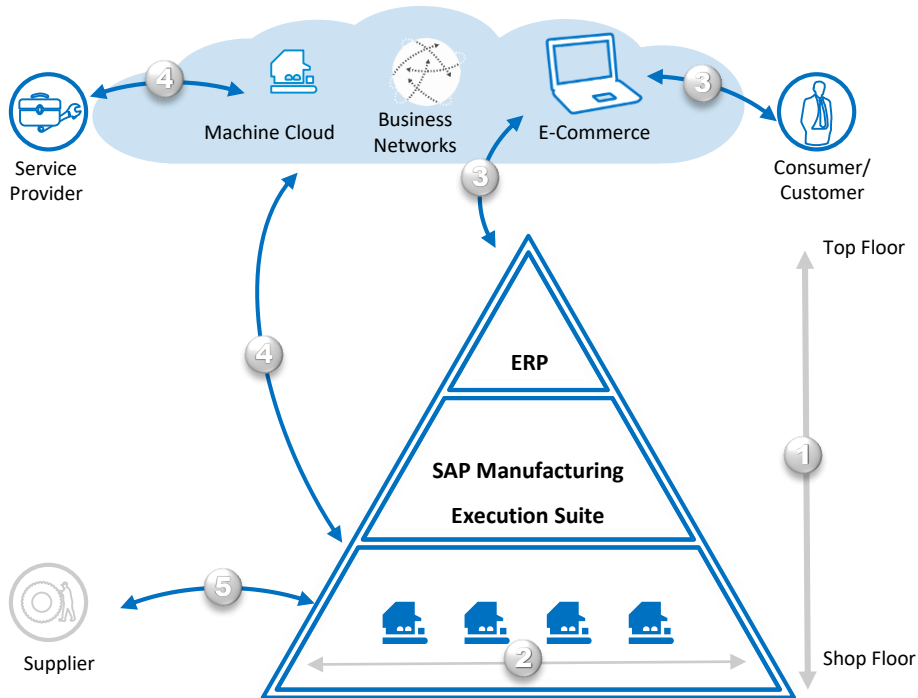 4
3
Machine Cloud
Business
Networks
E-Commerce
Service
Provider
Consumer/
Customer
3
Top Floor
4
ERP
1
SAP Manufacturing
Execution Suite
5
2
Supplier
Shop Floor